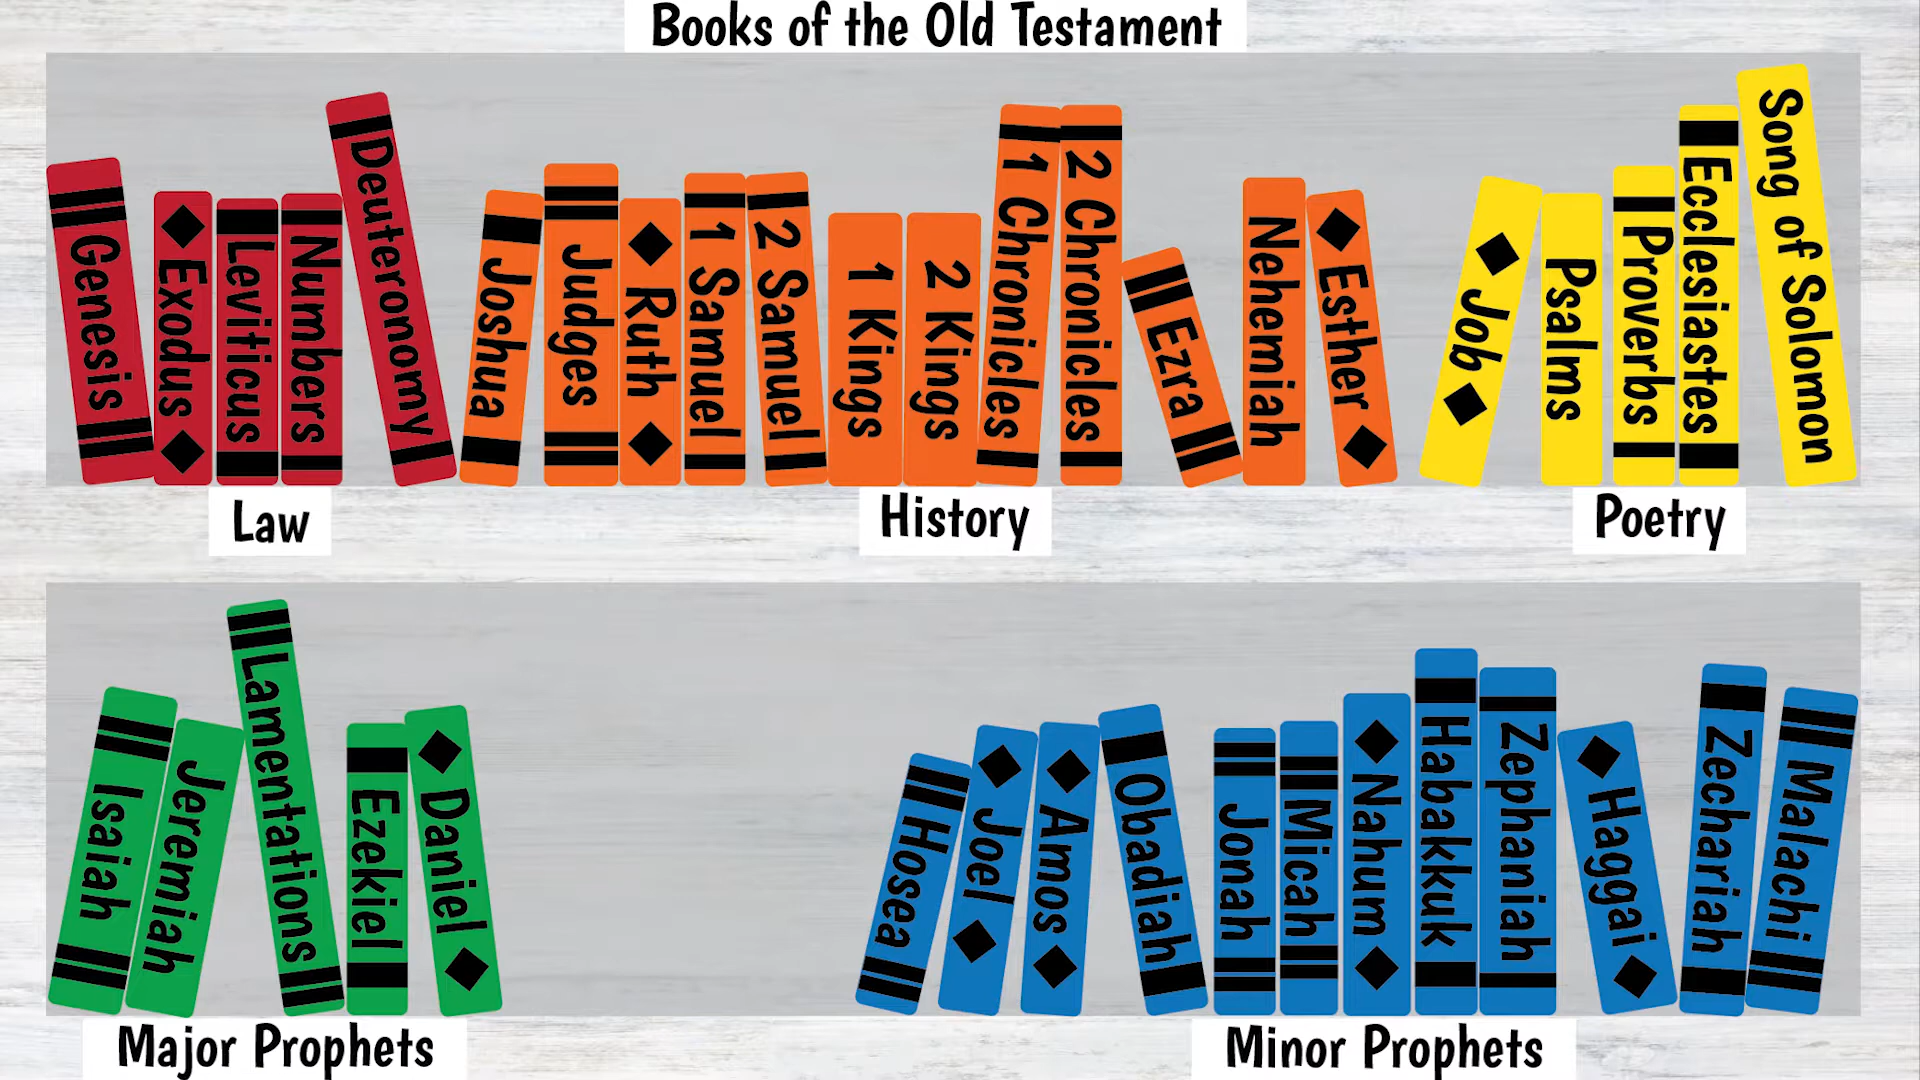 Books of the Old Testament
Genesis
Exodus
Leviticus
Numbers
Deuteronomy
Joshua
Judges
Ruth
1 Samuel
2 Samuel
1 Kings
2 Kings
1 Chronicles
2 Chronicles
Ezra
Nehemiah
Esther
Job
Psalms
Proverbs
Ecclesiastes
Song of Solomon
Law
History
Poetry
Isaiah
Jeremiah
Lamentations
Ezekiel
Daniel
Hosea
Joel
Amos
Obadiah
Jonah
Micah
Nahum
Habakkuk
Zephaniah
Haggai
Zechariah
Malachi
Major Prophets
Minor Prophets